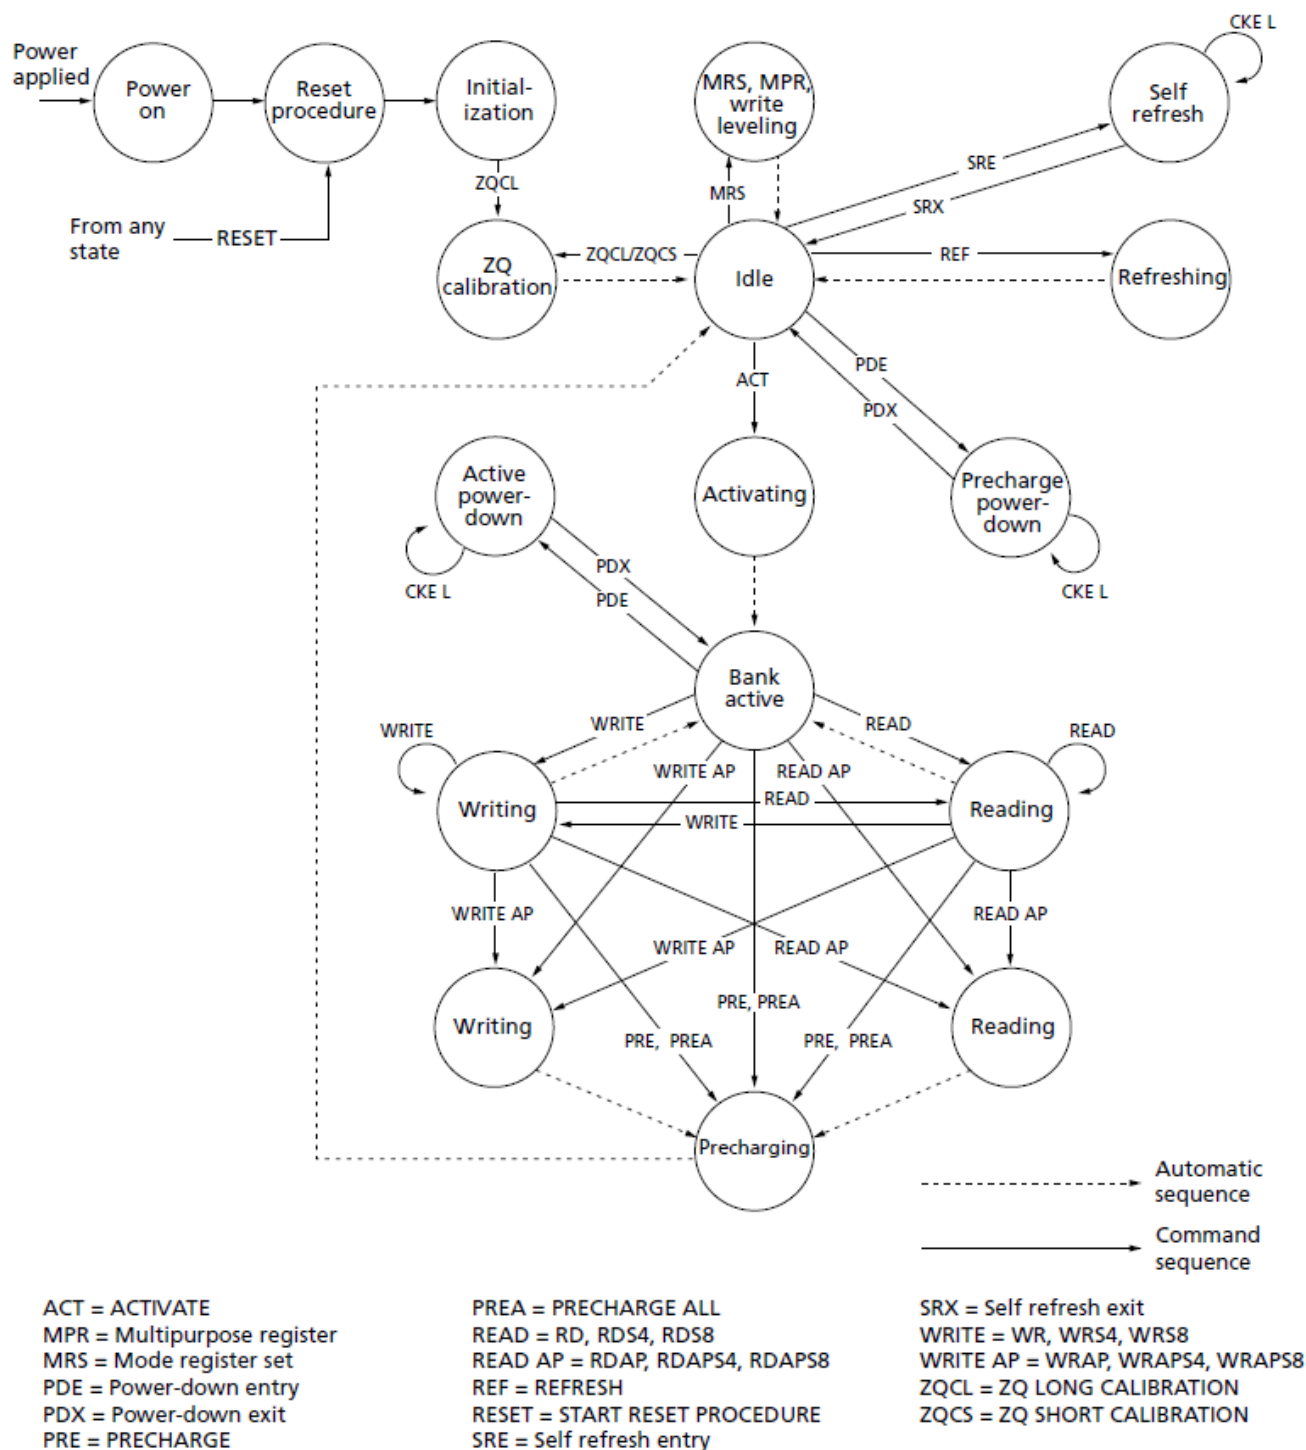 CKE L
Power
applied
Power
on
Reset
procedure
Initial-
ization
MRS, MPR,
write
leveling
Self
refresh
ZQCL
MRS
SRE
SRX
From any
state
RESET
ZQ
calibration
ZQCL/ZQCS
Idle
REF
Refreshing
ACT
PDE
PDX
Active
power-
down
Activating
Precharge
power-
down
CKE L
PDX
PDE
CKE L
Bank
active
WRITE
WRITE
READ
READ
WRITE AP
READ AP
Writing
READ
WRITE
Reading
WRITE AP
READ AP
WRITE AP
READ AP
Writing
PRE, PREA
Reading
PRE, PREA
PRE, PREA
Precharging
Automatic
sequence
Command
sequence
ACT = ACTIVATE
MPR = Multipurpose register
MRS = Mode register set
PDE = Power-down entry
PDX = Power-down exit
PRE = PRECHARGE
PREA = PRECHARGE ALL
READ = RD, RDS4, RDS8
READ AP = RDAP, RDAPS4, RDAPS8
REF = REFRESH
RESET = START RESET PROCEDURE
SRE = Self refresh entry
SRX = Self refresh exit
WRITE = WR, WRS4, WRS8
WRITE AP = WRAP, WRAPS4, WRAPS8
ZQCL = ZQ LONG CALIBRATION
ZQCS = ZQ SHORT CALIBRATION